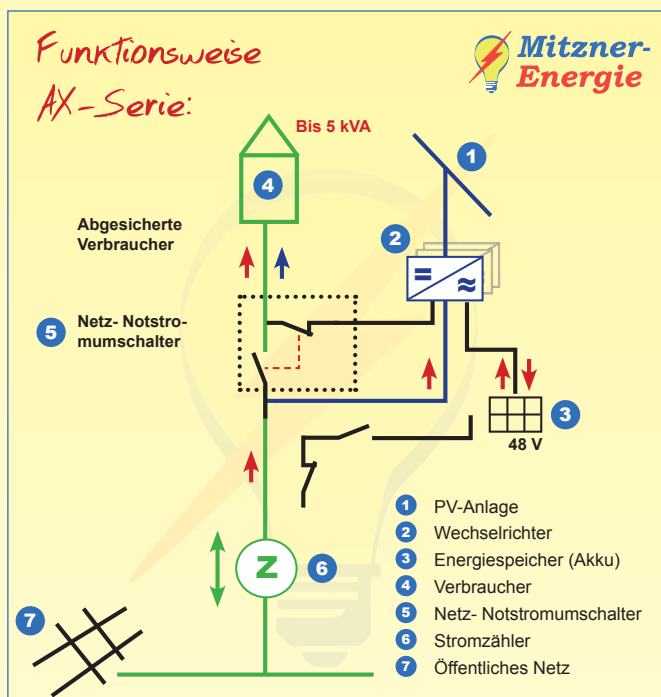 Funktionsweise
AX-Serie:
Mitzner-
Energie
Bis 5 kVA
1
4
2
Abgesicherte
Verbraucher
5 Netz- Notstro-
mumschalter
=
≈
3
48 V
Z
6
7
1 PV-Anlage
2 Wechselrichter
3 Energiespeicher (Akku)
4 Verbraucher
5 Netz- Notstromumschalter
6 Stromzähler
7 Öffentliches Netz